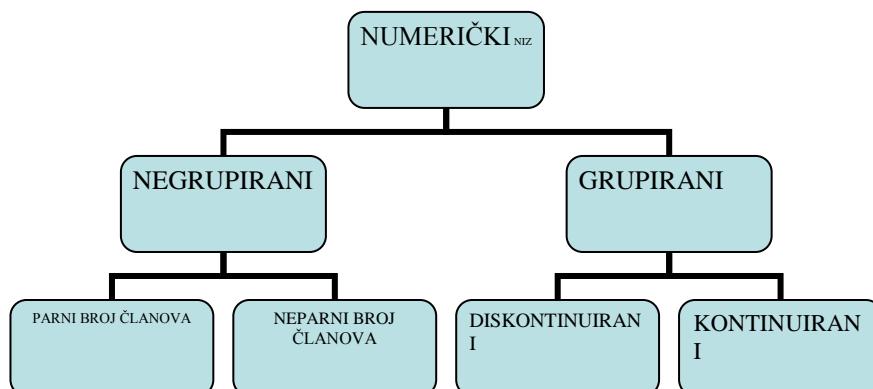 NUMERIČKI NIZ
NEGRUPIRANI
GRUPIRANI
PARNI BROJ ČLANOVA
NEPARNI BROJ
ČLANOVA
DISKONTINUIRAN
I
KONTINUIRAN
I